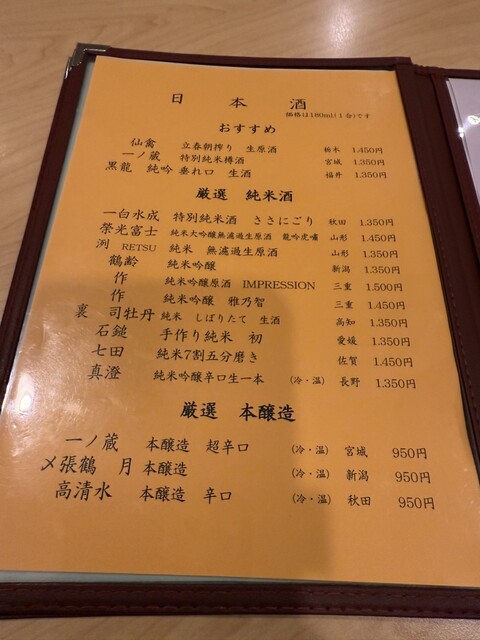 日本酒
価格は180ml(1合)です
おすすめ
仙禽 立春朝搾り 生原酒 栃木 1.450円
一ノ蔵 特別純米樽酒 宮城 1.350円
黒龍 純吟 垂れ口 生酒 福井 1.350円
厳選 純米酒
一白水成 特別純米酒 ささにごり 秋田 1.350円
榮光富士 純米大吟醸無濾過生原酒 龍吟虎嘯 山形 1.450円
洌 RETSU 純米 無濾過生原酒 山形 1.350円
鶴齢 純米吟醸 新潟 1.350円
作 純米吟醸原酒 IMPRESSION 三重 1.500円
作 純米吟醸 雅乃智 三重 1.450円
裏 司牡丹 純米 しぼりたて 生酒 高知 1.350円
石鎚 手作り純米 初 愛媛 1.350円
七田 純米7割五分磨き 佐賀 1.450円
真澄 純米吟醸辛口生一本 (冷・温) 長野 1.350円
厳選 本醸造
一ノ蔵 本醸造 超辛口 (冷・温) 宮城 950円
〆張鶴 月 本醸造 (冷・温) 新潟 950円
高清水 本醸造 辛口 (冷・温) 秋田 950円